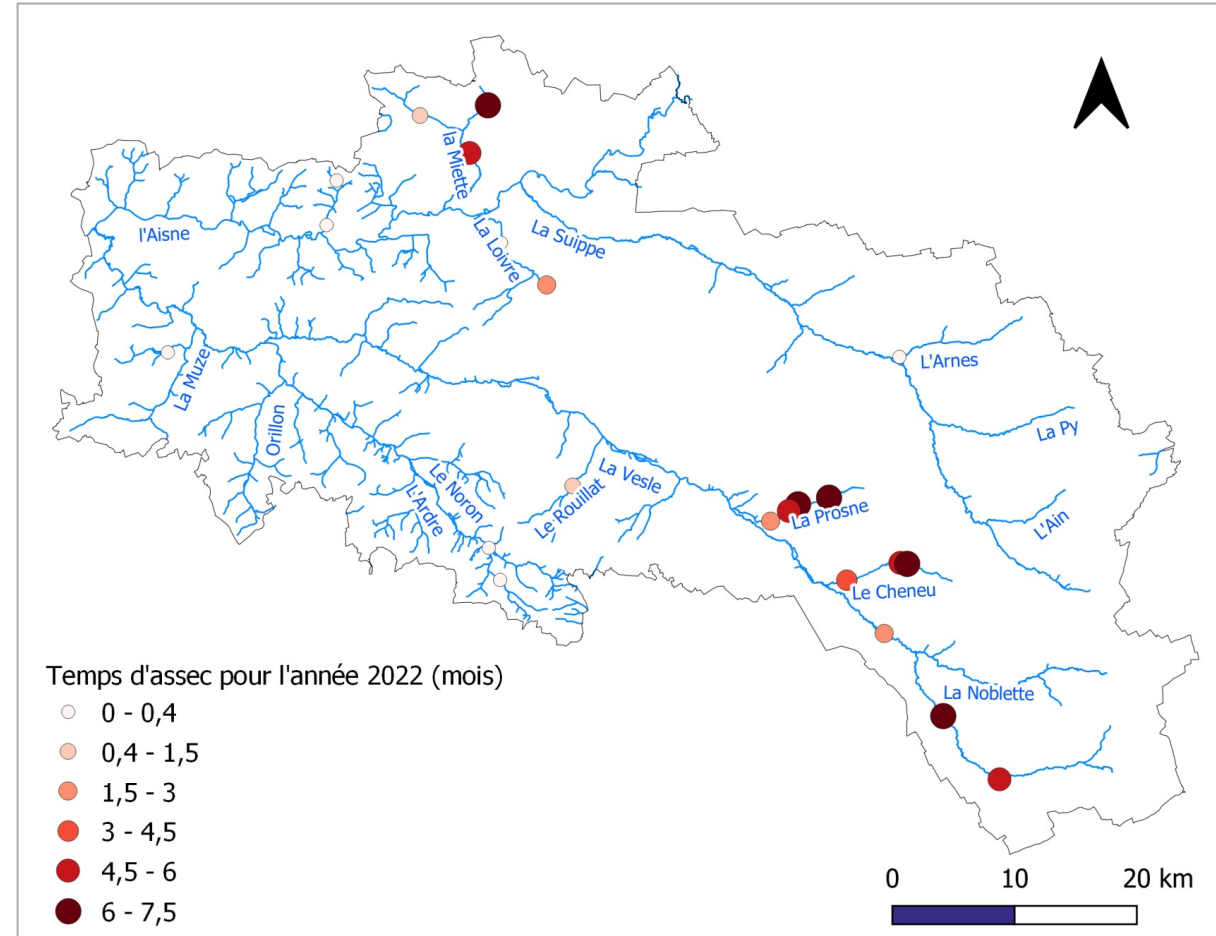 la Miette
l'Aisne
La Loivre
La Suippe
La Muze
L'Arnes
Orillon
La Py
Le Noron
L'Ardre
Le Rouillat
La Vesle
La Prosne
L'Ain
Le Cheneu
La Noblette
Temps d'assec pour l'année 2022 (mois)
0 - 0,4
0,4 - 1,5
1,5 - 3
3 - 4,5
4,5 - 6
6 - 7,5
0 10 20 km